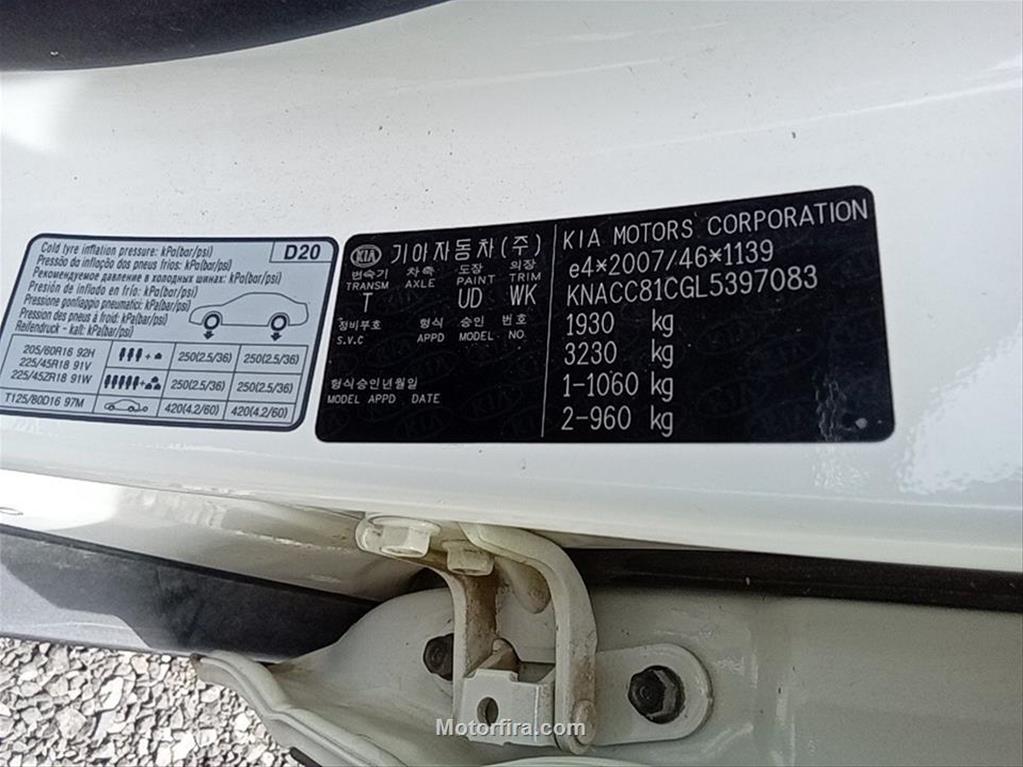 Cold tyre inflation pressure: kPa(bar/psi)
Pressão da inflação dos pneus frios: kPa(bar/psi)
Рекомендуемое давление в холодных шинах: kPa(bar/psi)
Presión de inflado en frío: kPa(bar/psi)
Pressione gonfiaggio pneumatici: kPa(bar/psi)
Pression des pneus à froid: kPa(bar/psi)
Reifendruck - kalt: kPa(bar/psi)
D20
205/60R16 92H
225/45R18 91V
225/45ZR18 91W
250(2.5/36) 250(2.5/36)
250(2.5/36) 250(2.5/36)
T125/80D16 97M 420(4.2/60) 420(4.2/60)
KIA 기아자동차(주)
변속기 차축 도장 의장
TRANSM AXLE PAINT TRIM
T UD WK
정비부호 형식 승인 번호
S.V.C APPD MODEL NO.
형식승인년월일
MODEL APPD DATE
KIA MOTORS CORPORATION
e4*2007/46*1139
KNACC81CGL5397083
1930 kg
3230 kg
1-1060 kg
2-960 kg
Motorfira.com